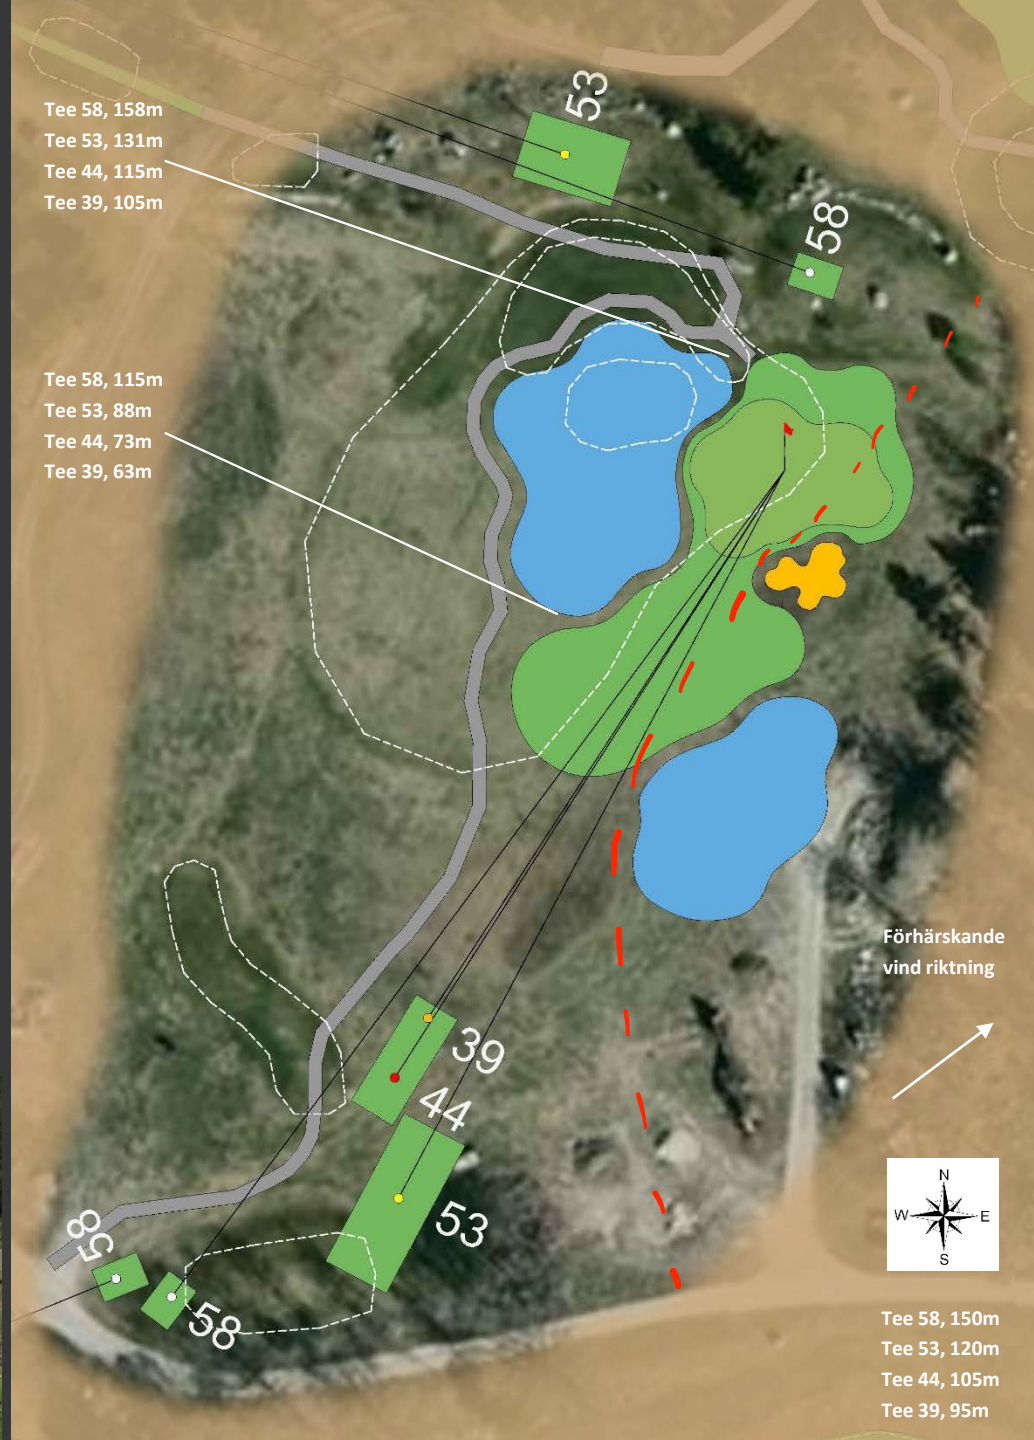 53
Tee 58, 158m
Tee 53, 131m
Tee 44, 115m
Tee 39, 105m
58
Tee 58, 115m
Tee 53, 88m
Tee 44, 73m
Tee 39, 63m
Förhärskande
vind riktning
39
44
53
58
58
N
W E
S
Tee 58, 150m
Tee 53, 120m
Tee 44, 105m
Tee 39, 95m